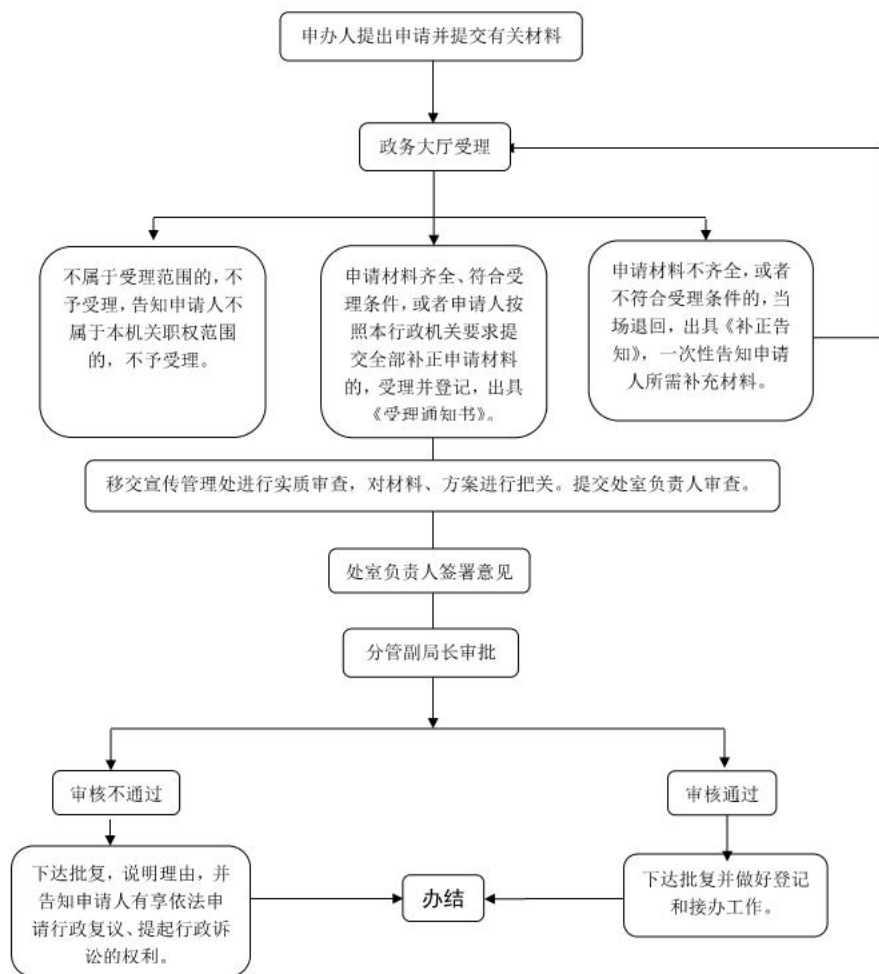 申办人提出申请并提交有关材料
政务大厅受理
不属于受理范围的，不
予受理，告知申请人不
属于本机关职权范围
的，不予受理。
申请材料齐全、符合受
理条件，或者申请人按
照本行政机关要求提
交全部补正申请材料
的，受理并登记，出具
《受理通知书》。
申请材料不齐全，或者
不符合受理条件的，当
场退回，出具《补正告
知》，一次性告知申请
人所需补充材料。
移交宣传管理处进行实质审查，对材料、方案进行把关。提交处室负责人审查。
处室负责人签署意见
分管副局长审批
审核不通过
审核通过
下达批复，说明理由，并
告知申请人有享依法申
请行政复议、提起行政诉
讼的权利。
办结
下达批复并做好登记
和接办工作。